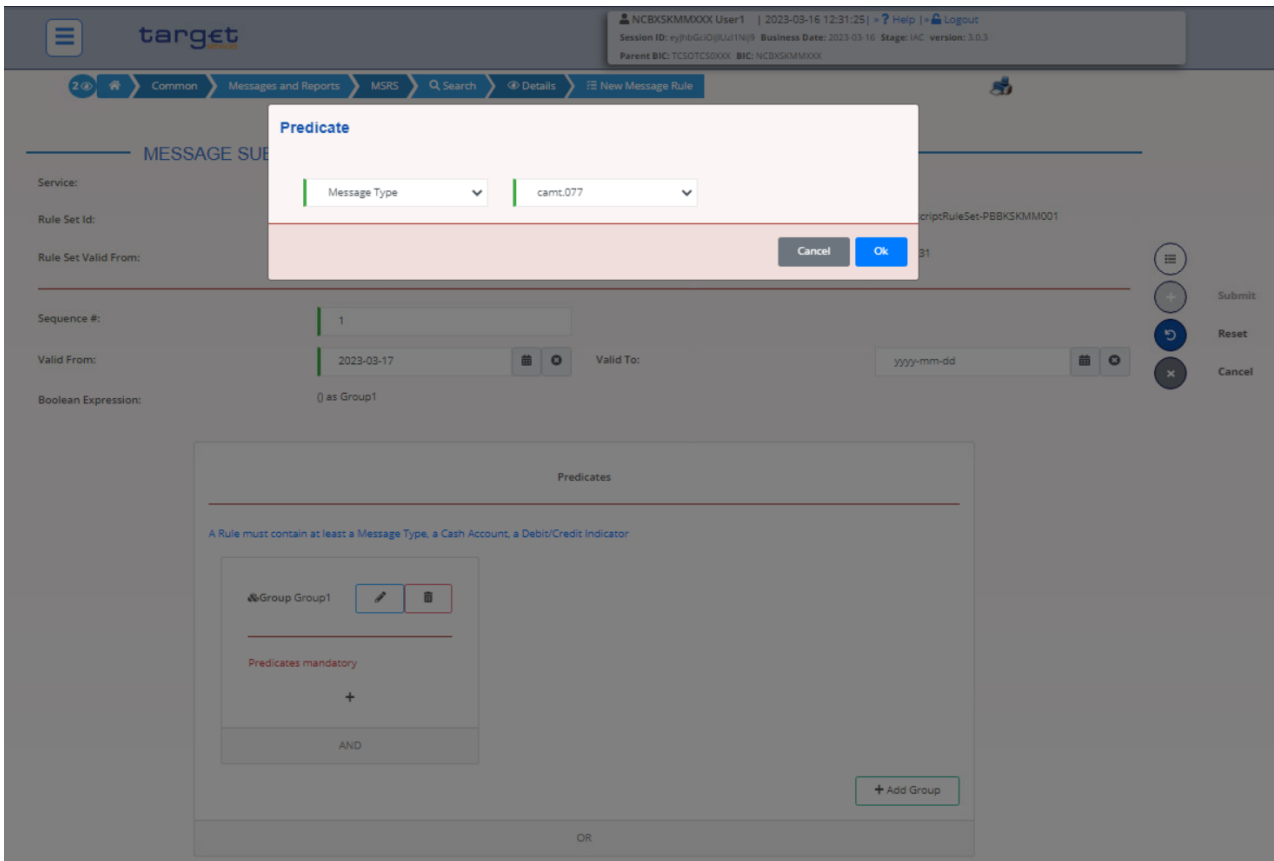 NCBXSKMMXXX User1 | 2023-03-16 12:31:25| » ? Help |» Logout
target
Session ID: Business Date: 2023-03-16 Stage: IAC version: 3.0.3
Parent BIC: TCSOTCS0XXX BIC: NCBXSKMMXXX
2 Common Messages and Reports MSRS Search Details New Message Rule
Predicate
MESSAGE SUB
Service:
Message Type camt.077
Rule Set Id: criptRuleSet-PBBKSKMM001
Cancel Ok
Rule Set Valid From: 31
Submit
Sequence #: 1
Reset
Valid From: 2023-03-17 Valid To: yyyy-mm-dd
Cancel
Boolean Expression: () as Group1
Predicates
A Rule must contain at least a Message Type, a Cash Account, a Debit/Credit Indicator
Group Group1
Predicates mandatory
+
AND
+ Add Group
OR